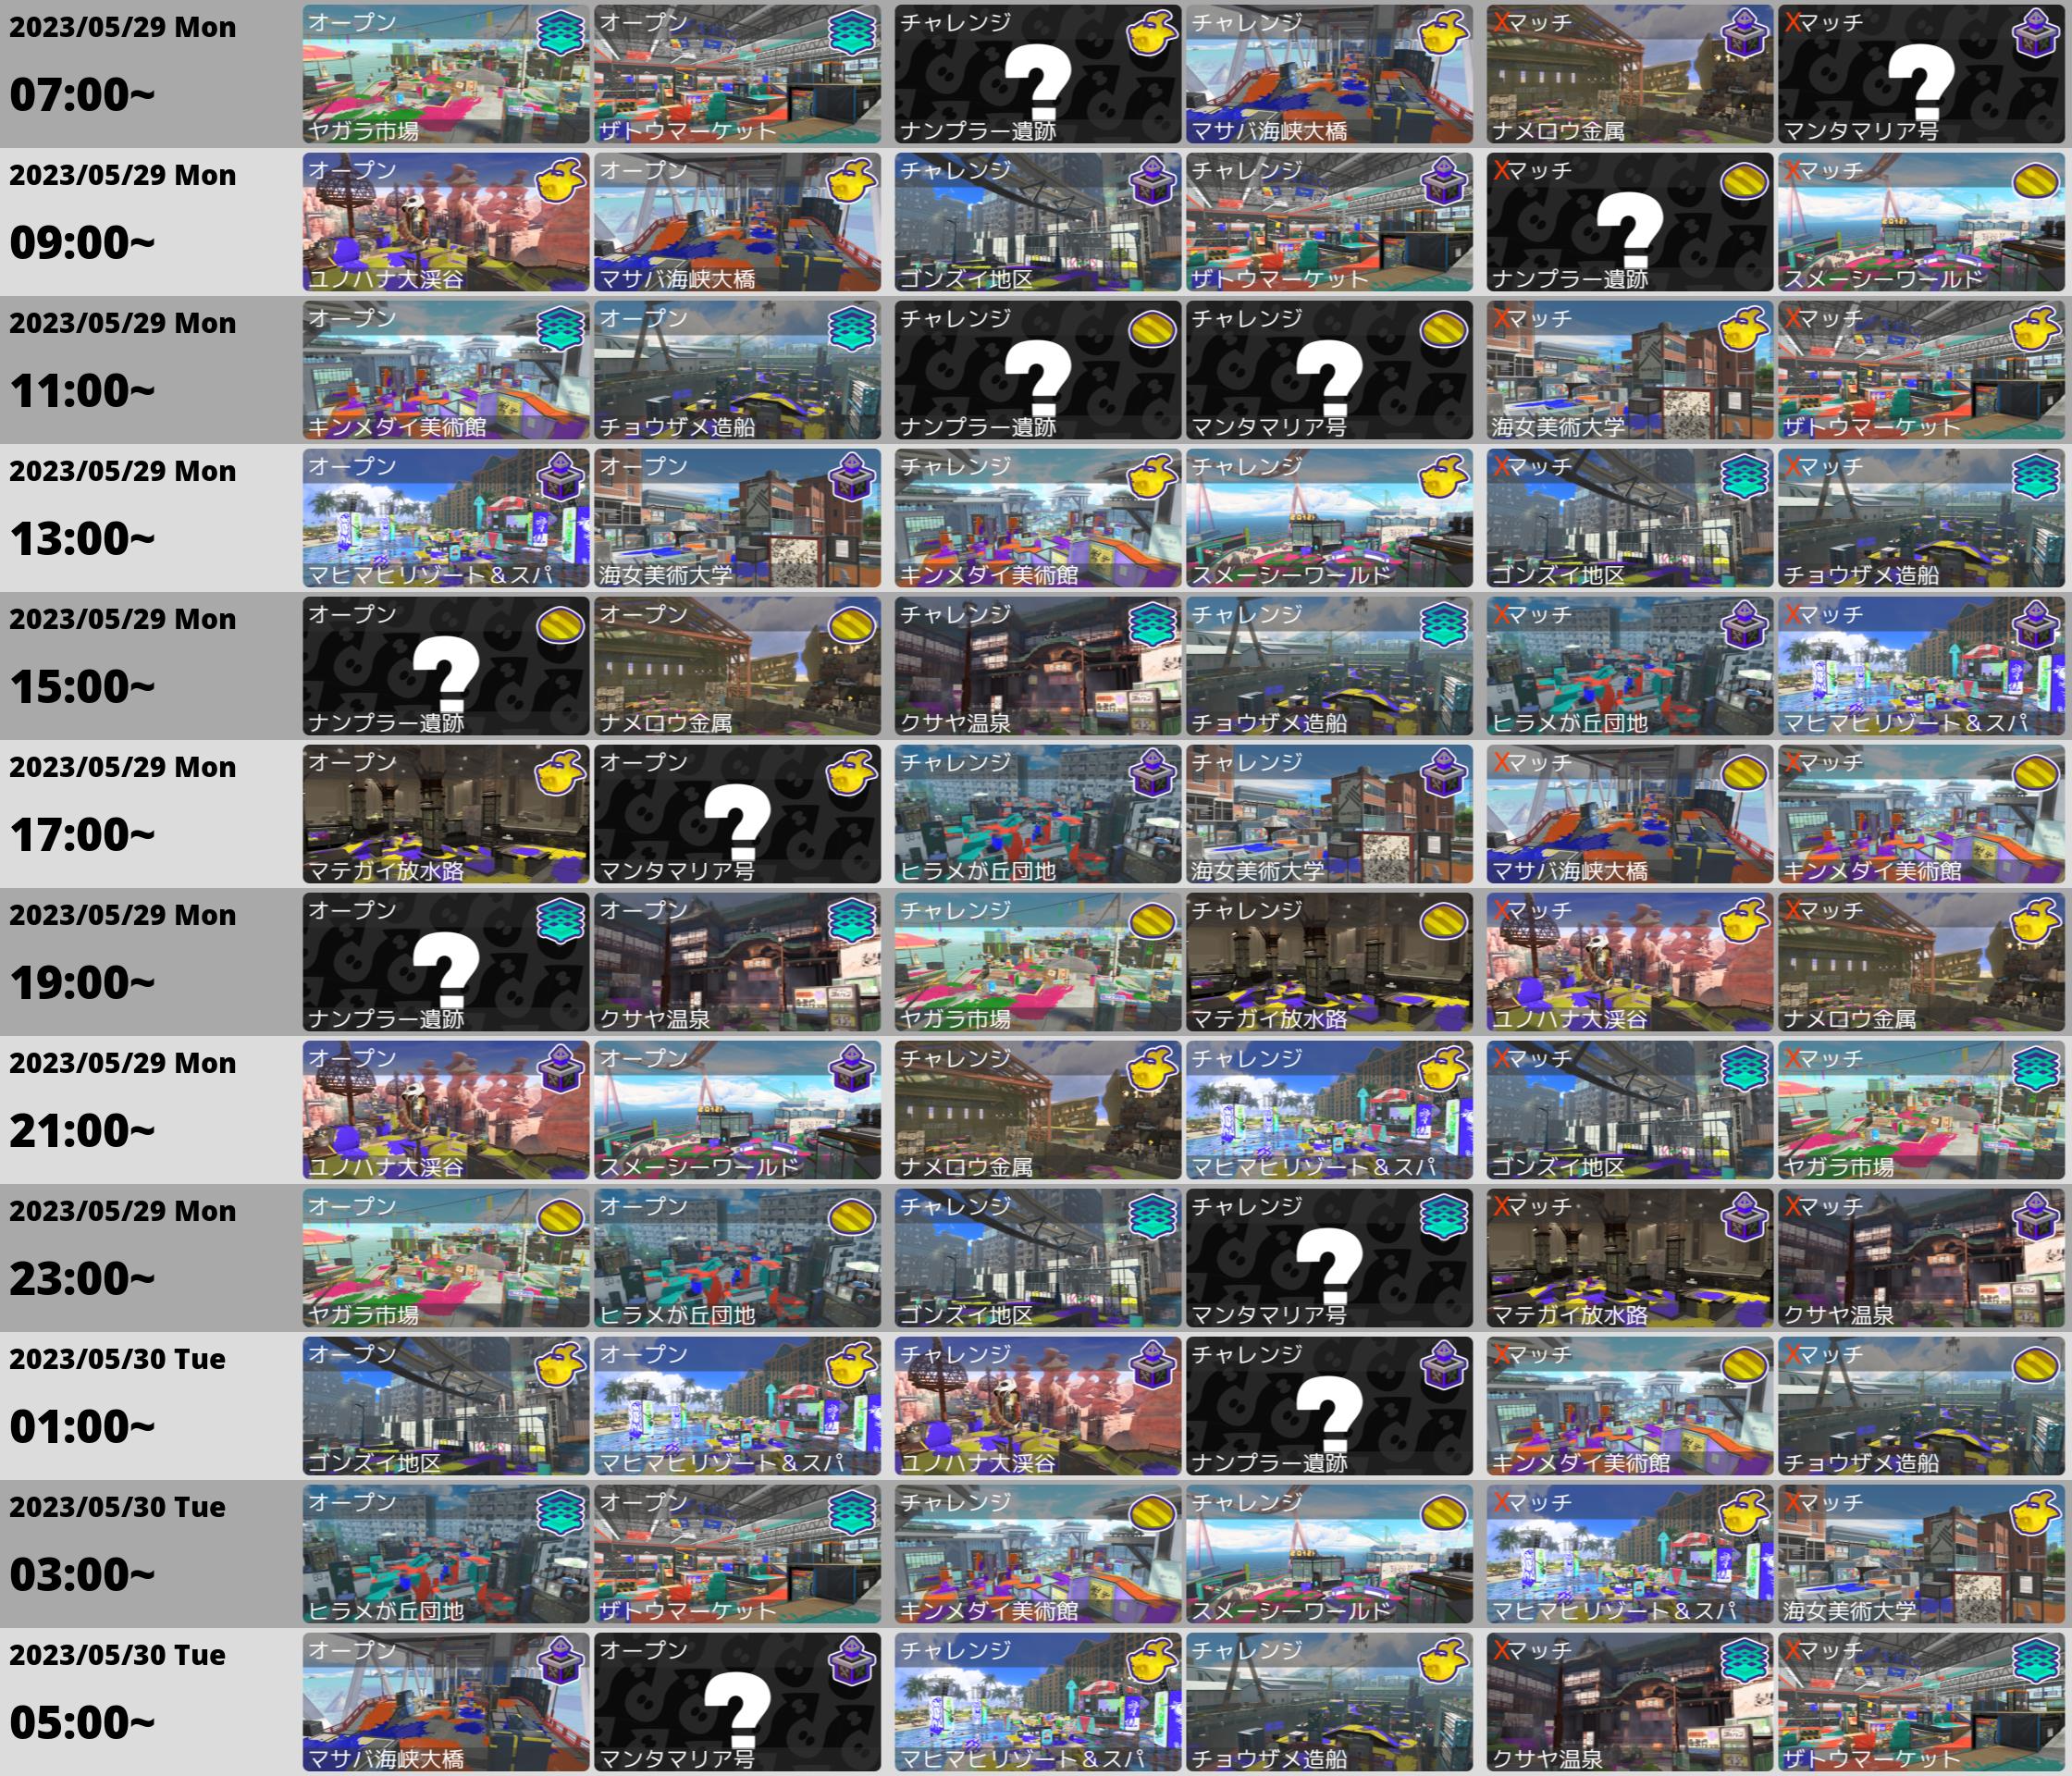 2023/05/29 Mon
07:00~
オープン
ヤガラ市場
オープン
ザトウマーケット
チャレンジ
ナンプラー遺跡
チャレンジ
マサバ海峡大橋
Xマッチ
ナメロウ金属
Xマッチ
マンタマリア号
2023/05/29 Mon
09:00~
オープン
ユノハナ大渓谷
オープン
マサバ海峡大橋
チャレンジ
ゴンズイ地区
チャレンジ
ザトウマーケット
Xマッチ
ナンプラー遺跡
Xマッチ
スメーシーワールド
2023/05/29 Mon
11:00~
オープン
キンメダイ美術館
オープン
チョウザメ造船
チャレンジ
ナンプラー遺跡
チャレンジ
マンタマリア号
Xマッチ
海女美術大学
Xマッチ
ザトウマーケット
2023/05/29 Mon
13:00~
オープン
マヒマヒリゾート＆スパ
オープン
海女美術大学
チャレンジ
キンメダイ美術館
チャレンジ
スメーシーワールド
Xマッチ
ゴンズイ地区
Xマッチ
チョウザメ造船
2023/05/29 Mon
15:00~
オープン
ナンプラー遺跡
オープン
ナメロウ金属
チャレンジ
クサヤ温泉
チャレンジ
チョウザメ造船
Xマッチ
ヒラメが丘団地
Xマッチ
マヒマヒリゾート＆スパ
2023/05/29 Mon
17:00~
オープン
マテガイ放水路
オープン
マンタマリア号
チャレンジ
ヒラメが丘団地
チャレンジ
海女美術大学
Xマッチ
マサバ海峡大橋
Xマッチ
キンメダイ美術館
2023/05/29 Mon
19:00~
オープン
ナンプラー遺跡
オープン
クサヤ温泉
チャレンジ
ヤガラ市場
チャレンジ
マテガイ放水路
Xマッチ
ユノハナ大渓谷
Xマッチ
ナメロウ金属
2023/05/29 Mon
21:00~
オープン
ユノハナ大渓谷
オープン
スメーシーワールド
チャレンジ
ナメロウ金属
チャレンジ
マヒマヒリゾート＆スパ
Xマッチ
ゴンズイ地区
Xマッチ
ヤガラ市場
2023/05/29 Mon
23:00~
オープン
ヤガラ市場
オープン
ヒラメが丘団地
チャレンジ
ゴンズイ地区
チャレンジ
マンタマリア号
Xマッチ
マテガイ放水路
Xマッチ
クサヤ温泉
2023/05/30 Tue
01:00~
オープン
ゴンズイ地区
オープン
マヒマヒリゾート＆スパ
チャレンジ
ユノハナ大渓谷
チャレンジ
ナンプラー遺跡
Xマッチ
キンメダイ美術館
Xマッチ
チョウザメ造船
2023/05/30 Tue
03:00~
オープン
ヒラメが丘団地
オープン
ザトウマーケット
チャレンジ
キンメダイ美術館
チャレンジ
スメーシーワールド
Xマッチ
マヒマヒリゾート＆スパ
Xマッチ
海女美術大学
2023/05/30 Tue
05:00~
オープン
マサバ海峡大橋
オープン
マンタマリア号
チャレンジ
マヒマヒリゾート＆スパ
チャレンジ
チョウザメ造船
Xマッチ
クサヤ温泉
Xマッチ
ザトウマーケット